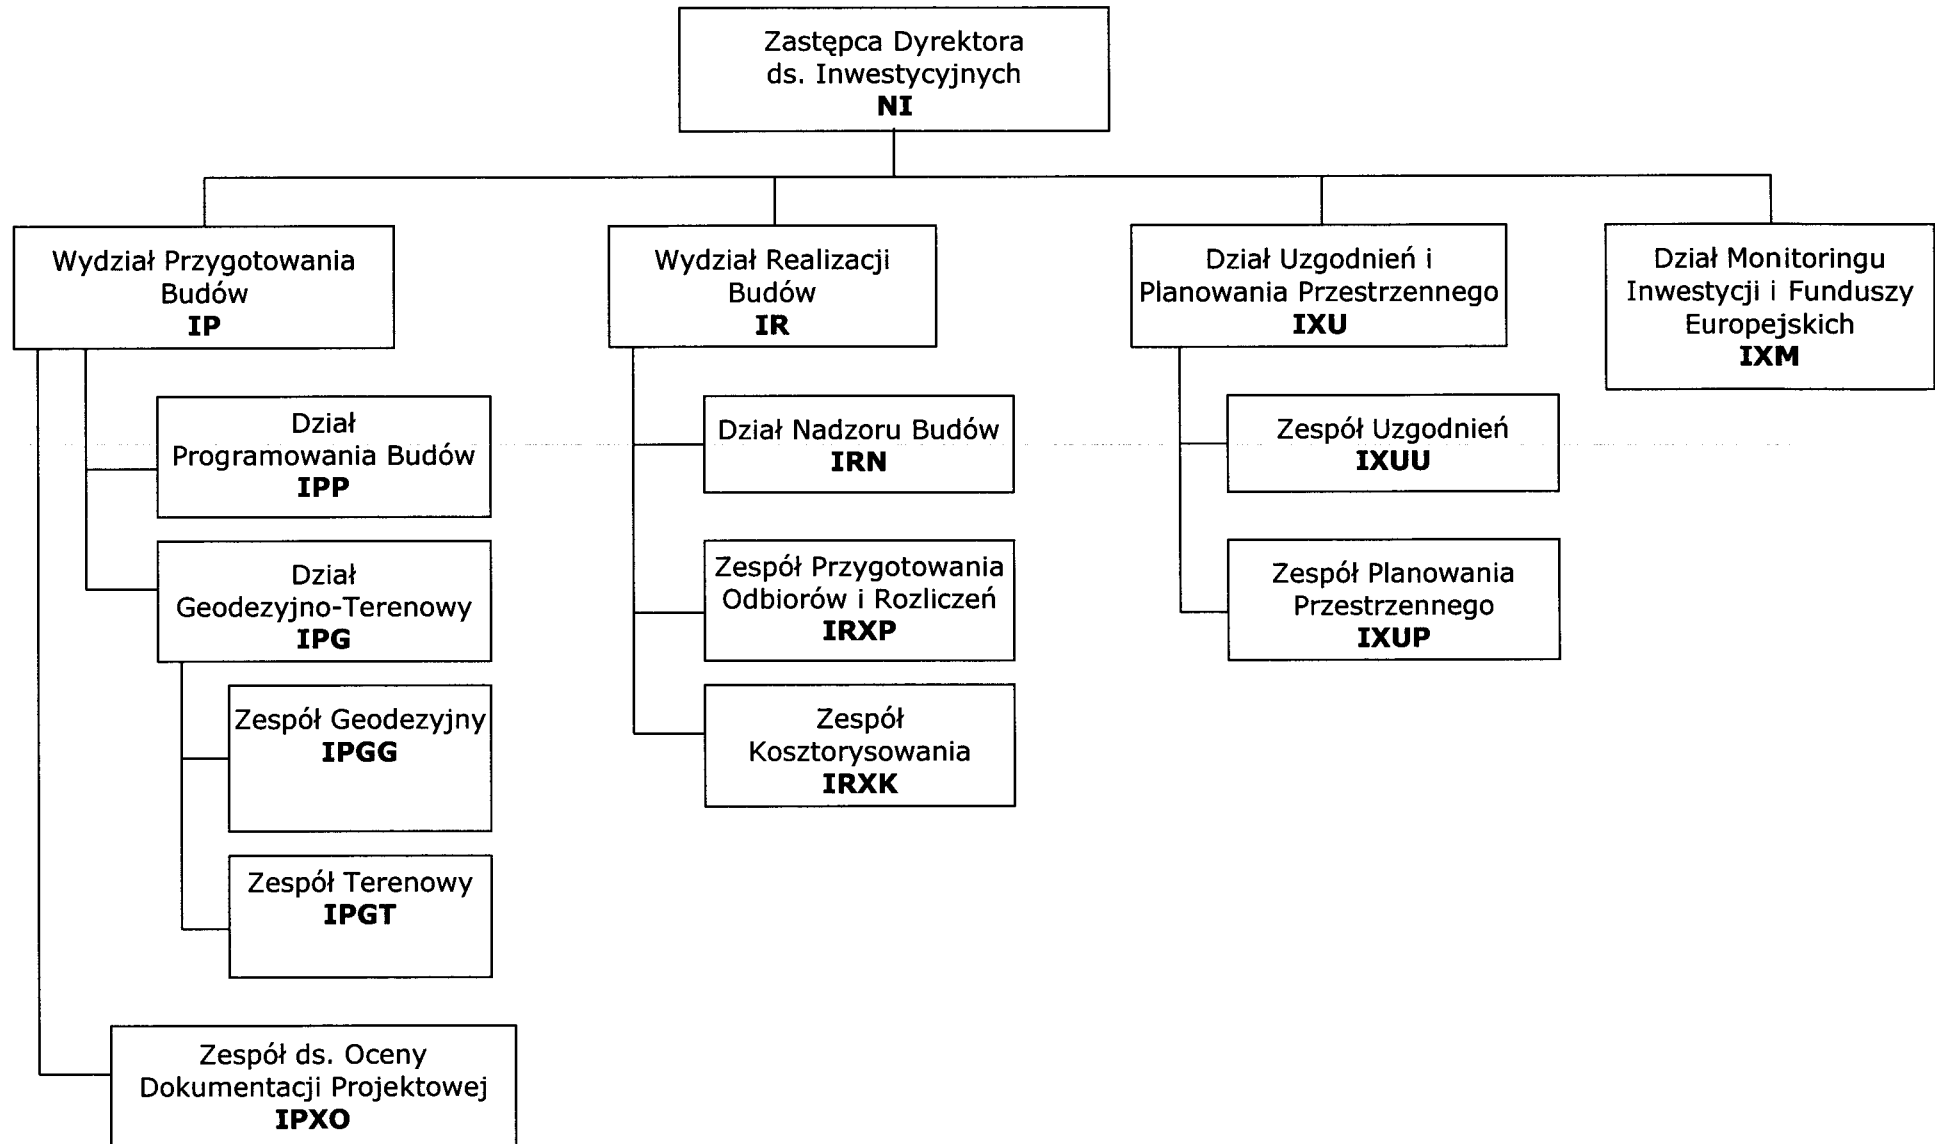 Zastępca Dyrektora
ds. Inwestycyjnych
NI
Wydział Przygotowania
Budów
IP
Wydział Realizacji
Budów
IR
Dział Uzgodnień i
Planowania Przestrzennego
IXU
Dział Monitoringu
Inwestycji i Funduszy
Europejskich
IXM
Dział
Programowania Budów
IPP
Dział
Geodezyjno-Terenowy
IPG
Zespół Geodezyjny
IPGG
Zespół Terenowy
IPGT
Zespół ds. Oceny
Dokumentacji Projektowej
IPXO
Dział Nadzoru Budów
IRN
Zespół Przygotowania
Odbiorów i Rozliczeń
IRXP
Zespół
Kosztorysowania
IRXK
Zespół Uzgodnień
IXUU
Zespół Planowania
Przestrzennego
IXUP